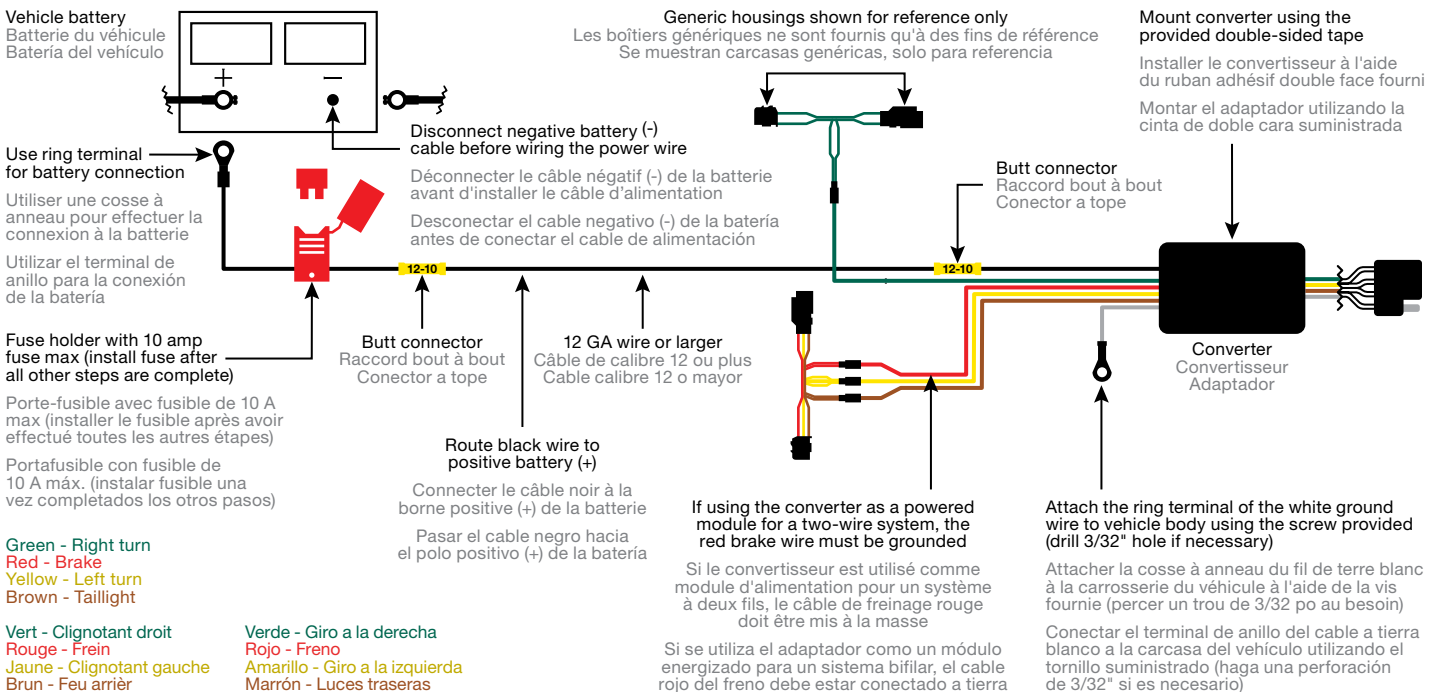 Vehicle battery
Batterie du véhicule
Batería del vehículo
+
−
Use ring terminal
for battery connection
Utiliser une cosse à
anneau pour effectuer la
connexion à la batterie
Utilizar el terminal de
anillo para la conexión
de la batería
Disconnect negative battery (-)
cable before wiring the power wire
Déconnecter le câble négatif (-) de la batterie
avant d'installer le câble d'alimentation
Desconectar el cable negativo (-) de la batería
antes de conectar el cable de alimentación
Generic housings shown for reference only
Les boîtiers génériques ne sont fournis qu'à des fins de référence
Se muestran carcasas genéricas, solo para referencia
Mount converter using the
provided double-sided tape
Installer le convertisseur à l'aide
du ruban adhésif double face fourni
Montar el adaptador utilizando la
cinta de doble cara suministrada
Butt connector
Raccord bout à bout
Conector a tope
12-10
12-10
Fuse holder with 10 amp
fuse max (install fuse after
all other steps are complete)
Porte-fusible avec fusible de 10 A
max (installer le fusible après avoir
effectué toutes les autres étapes)
Portafusible con fusible de
10 A máx. (instalar fusible una
vez completados los otros pasos)
Butt connector
Raccord bout à bout
Conector a tope
12 GA wire or larger
Câble de calibre 12 ou plus
Cable calibre 12 o mayor
Route black wire to
positive battery (+)
Connecter le câble noir à la
borne positive (+) de la batterie
Pasar el cable negro hacia
el polo positivo (+) de la batería
Converter
Convertisseur
Adaptador
If using the converter as a powered
module for a two-wire system, the
red brake wire must be grounded
Si le convertisseur est utilisé comme
module d'alimentation pour un système
à deux fils, le câble de freinage rouge
doit être mis à la masse
Si se utiliza el adaptador como un módulo
energizado para un sistema bifilar, el cable
rojo del freno debe estar conectado a tierra
Attach the ring terminal of the white ground
wire to vehicle body using the screw provided
(drill 3/32" hole if necessary)
Attacher la cosse à anneau du fil de terre blanc
à la carrosserie du véhicule à l'aide de la vis
fournie (percer un trou de 3/32 po au besoin)
Conectar el terminal de anillo del cable a tierra
blanco a la carcasa del vehículo utilizando el
tornillo suministrado (haga una perforación
de 3/32" si es necesario)
Green - Right turn
Red - Brake
Yellow - Left turn
Brown - Taillight
Vert - Clignotant droit
Rouge - Frein
Jaune - Clignotant gauche
Brun - Feu arrièr
Verde - Giro a la derecha
Rojo - Freno
Amarillo - Giro a la izquierda
Marrón - Luces traseras